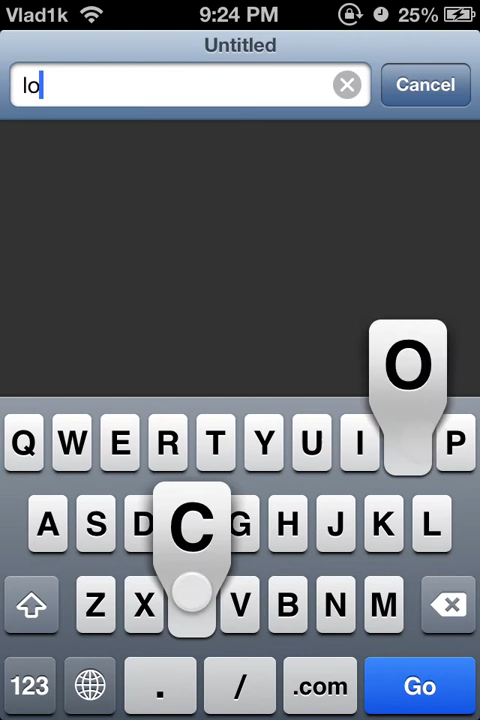 Vlad1k 9:24 PM 25%
Untitled
lo Cancel
O
Q W E R T Y U I P
A S D G H J K L
C
Z X V B N M
123 . / .com Go